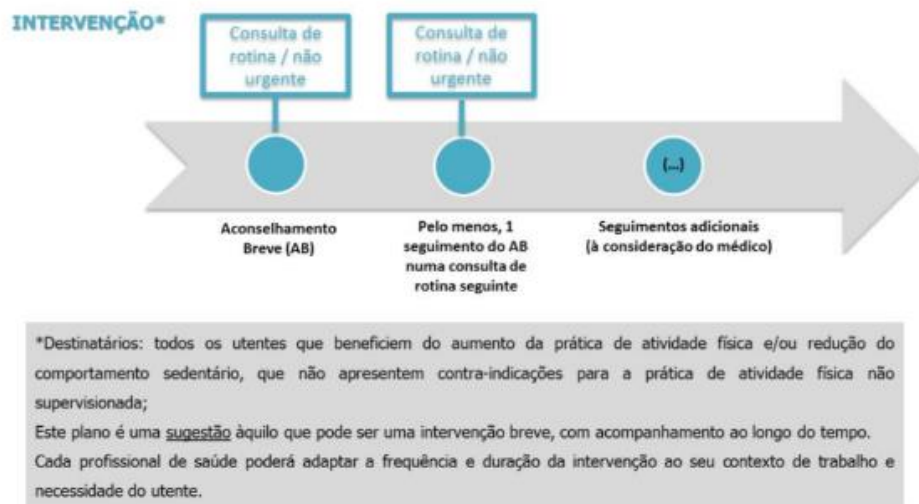 INTERVENÇÃO*
Consulta de
rotina / não
urgente
Consulta de
rotina / não
urgente
(...)
Aconselhamento
Breve (AB)
Pelo menos, 1
seguimento do AB
numa consulta de
rotina seguinte
Seguimentos adicionais
(à consideração do médico)
*Destinatários: todos os utentes que beneficiem do aumento da prática de atividade física e/ou redução do
comportamento sedentário, que não apresentem contra-indicações para a prática de atividade física não
supervisionada;
Este plano é uma sugestão àquilo que pode ser uma intervenção breve, com acompanhamento ao longo do tempo.
Cada profissional de saúde poderá adaptar a frequência e duração da intervenção ao seu contexto de trabalho e
necessidade do utente.